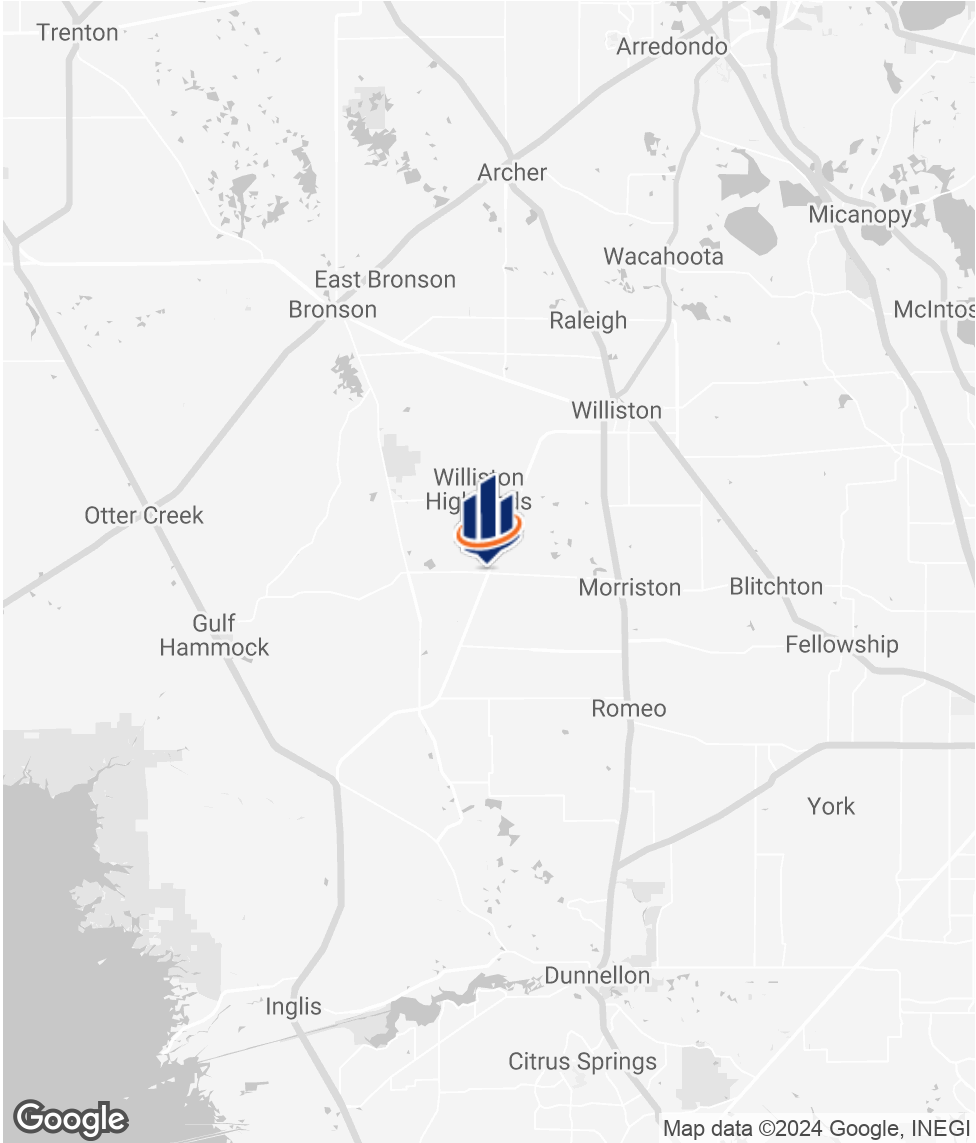 Trenton
Arredondo
Archer
Micanopy
Wacahoota
East Bronson
Bronson
McIntos
Raleigh
Williston
Williston
Highlands
Otter Creek
Morriston
Blitchton
Gulf
Hammock
Fellowship
Romeo
York
Dunnellon
Inglis
Citrus Springs
Google
Map data ©2024 Google, INEGI